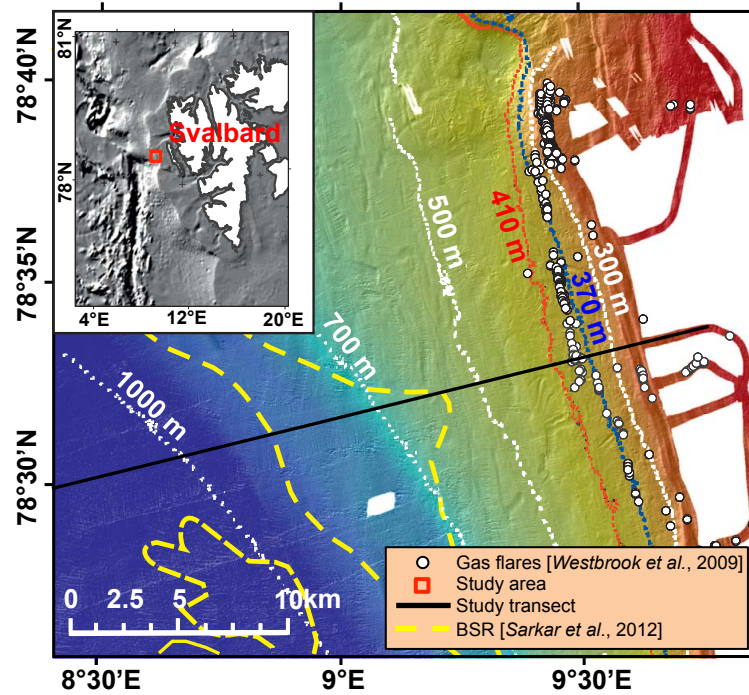 81°N
Svalbard
78°N
4°E
12°E
20°E
78°40'N
78°35'N
78°30'N
500 m
410 m
300 m
370 m
700 m
1000 m
0 2.5 5 10km
Gas flares [Westbrook et al., 2009]
Study area
Study transect
BSR [Sarkar et al., 2012]
8°30'E
9°E
9°30'E